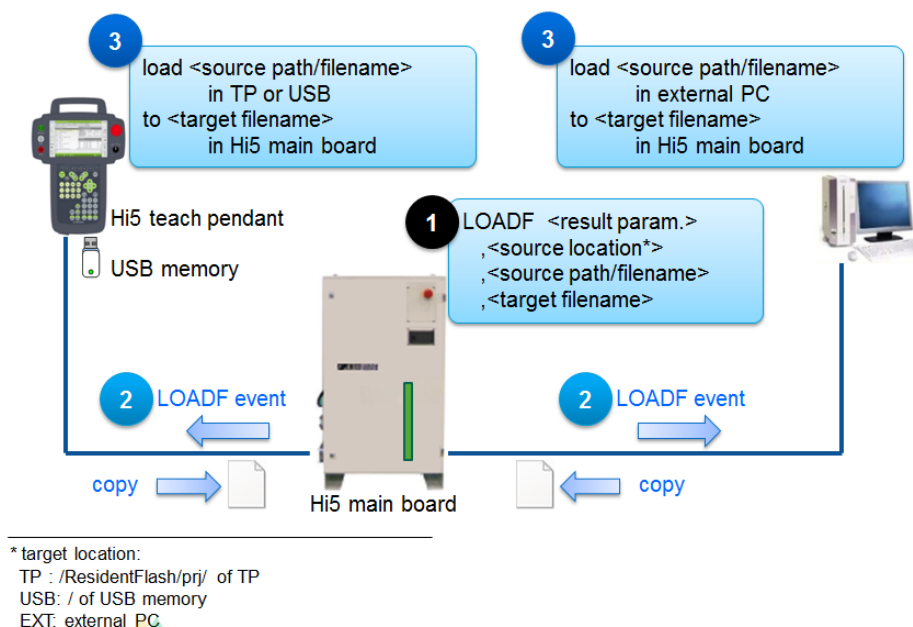 3
load <source path/filename>
in TP or USB
to <target filename>
in Hi5 main board
3
load <source path/filename>
in external PC
to <target filename>
in Hi5 main board
Hi5 teach pendant
USB memory
1
LOADF <result param.>
,<source location*>
,<source path/filename>
,<target filename>
2
LOADF event
2
LOADF event
copy
copy
Hi5 main board
* target location:
TP : /ResidentFlash/prj/ of TP
USB: / of USB memory
EXT: external PC